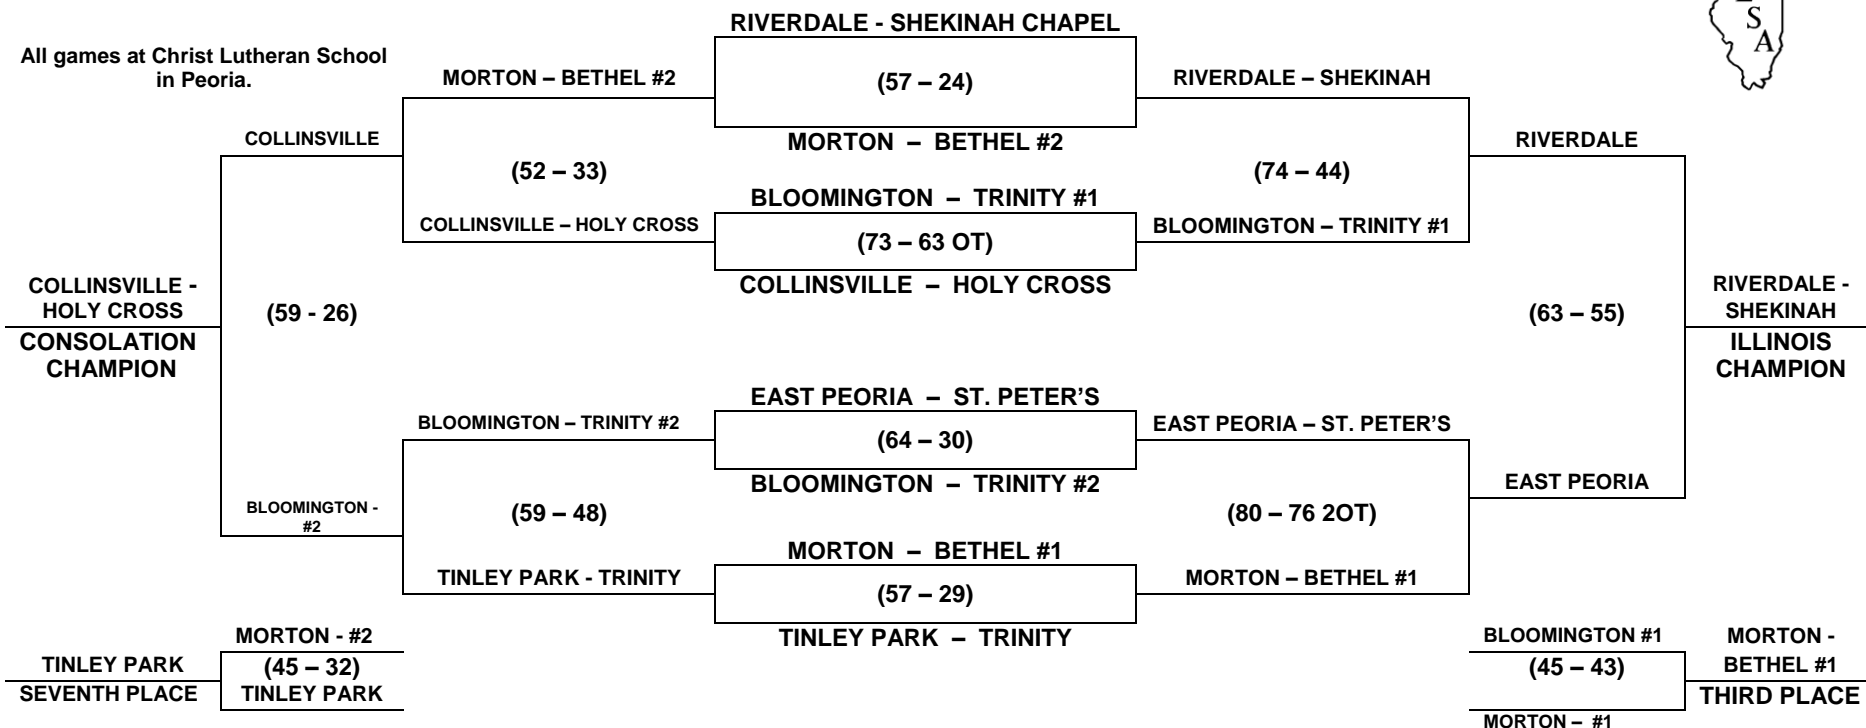 RIVERDALE - SHEKINAH CHAPEL
S
A
All games at Christ Lutheran School
in Peoria.
MORTON – BETHEL #2
(57 – 24)
RIVERDALE – SHEKINAH
COLLINSVILLE
MORTON – BETHEL #2
RIVERDALE
(52 – 33)
(74 – 44)
BLOOMINGTON – TRINITY #1
COLLINSVILLE – HOLY CROSS
(73 – 63 OT)
BLOOMINGTON – TRINITY #1
COLLINSVILLE – HOLY CROSS
COLLINSVILLE -
HOLY CROSS
(59 - 26)
(63 – 55)
RIVERDALE -
SHEKINAH
CONSOLATION
CHAMPION
ILLINOIS
CHAMPION
EAST PEORIA – ST. PETER’S
BLOOMINGTON – TRINITY #2
(64 – 30)
EAST PEORIA – ST. PETER’S
BLOOMINGTON – TRINITY #2
EAST PEORIA
BLOOMINGTON -
#2
(59 – 48)
(80 – 76 2OT)
MORTON – BETHEL #1
TINLEY PARK - TRINITY
(57 – 29)
MORTON – BETHEL #1
TINLEY PARK – TRINITY
MORTON - #2
BLOOMINGTON #1
MORTON -
BETHEL #1
TINLEY PARK
(45 – 32)
(45 – 43)
SEVENTH PLACE
TINLEY PARK
THIRD PLACE
MORTON – #1